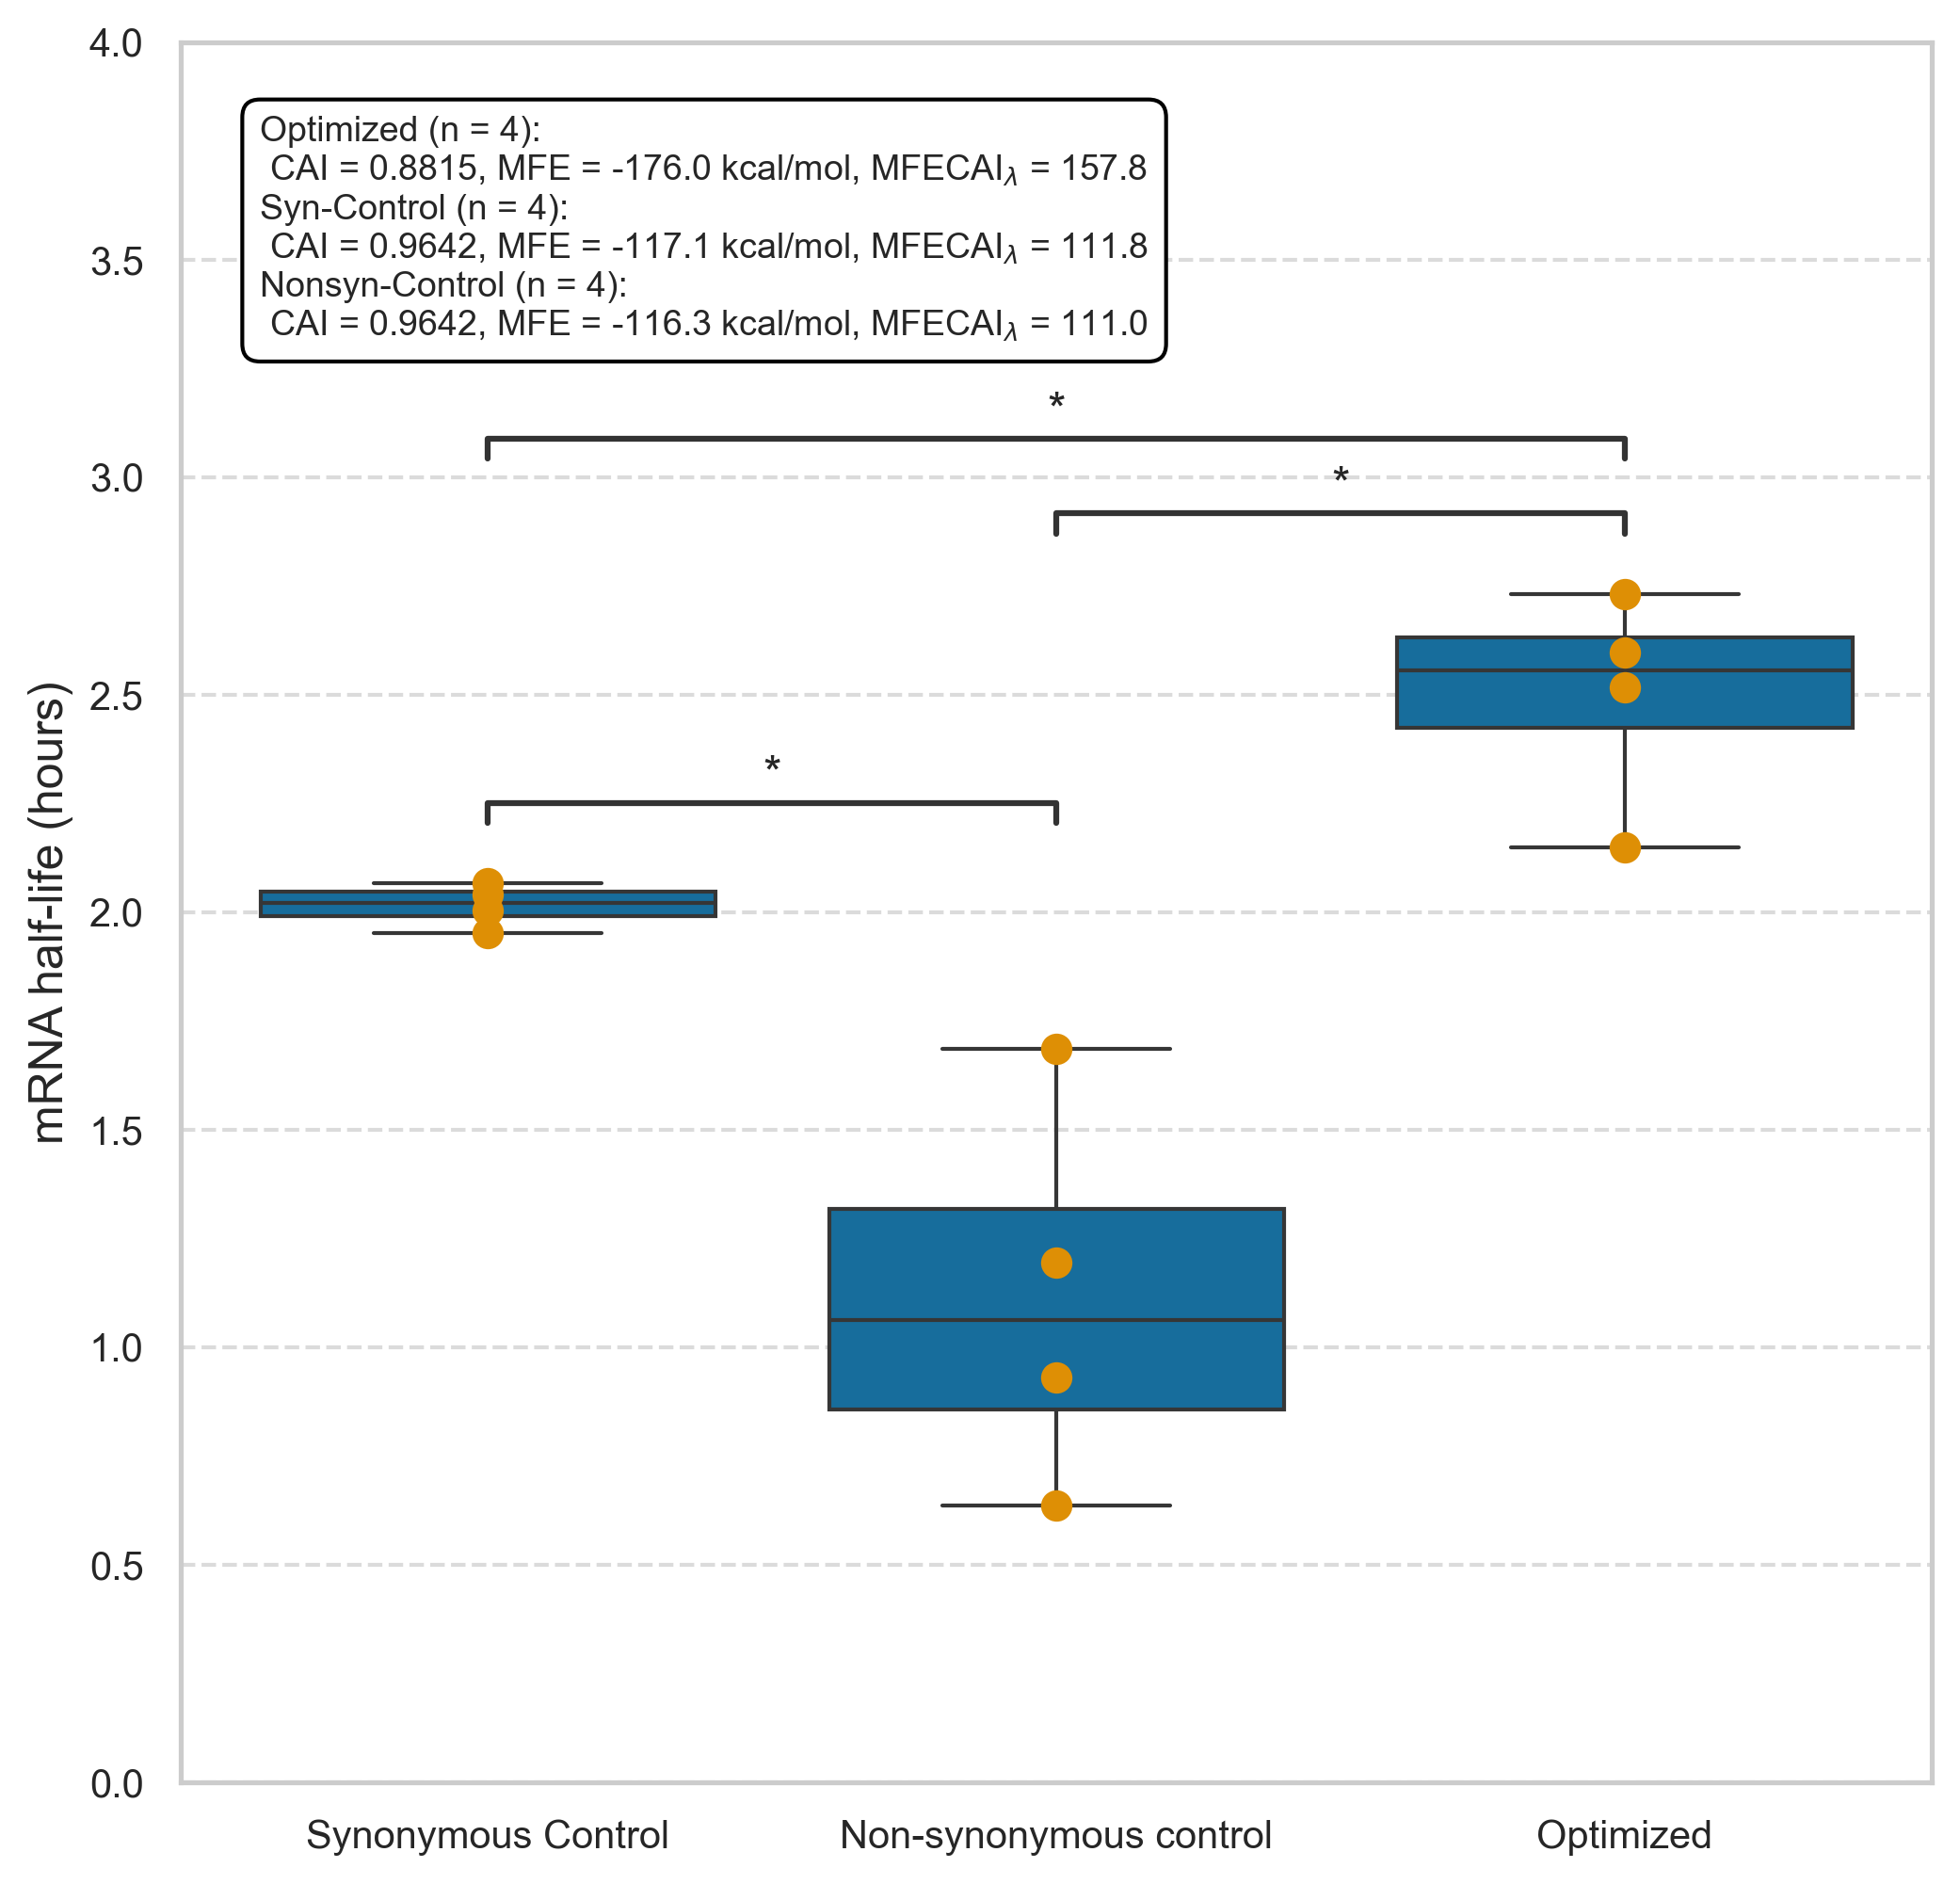 4.0
3.5
3.0
2.5
2.0
1.5
1.0
0.5
0.0
mRNA half-life (hours)
Optimized (n = 4):
CAI = 0.8815, MFE = -176.0 kcal/mol, MFECAIλ = 157.8
Syn-Control (n = 4):
CAI = 0.9642, MFE = -117.1 kcal/mol, MFECAIλ = 111.8
Nonsyn-Control (n = 4):
CAI = 0.9642, MFE = -116.3 kcal/mol, MFECAIλ = 111.0
*
*
*
Synonymous Control
Non-synonymous control
Optimized